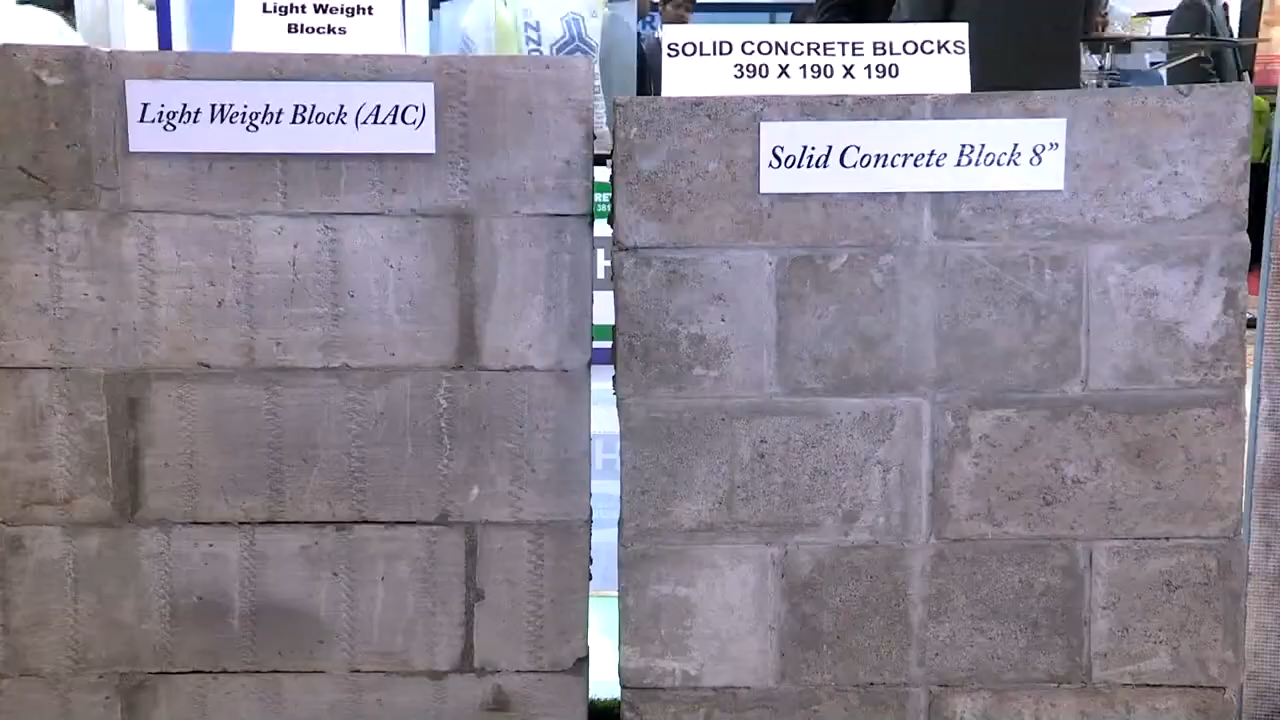 Light Weight
Blocks
Light Weight Block (AAC)
SOLID CONCRETE BLOCKS
390 X 190 X 190
Solid Concrete Block 8”